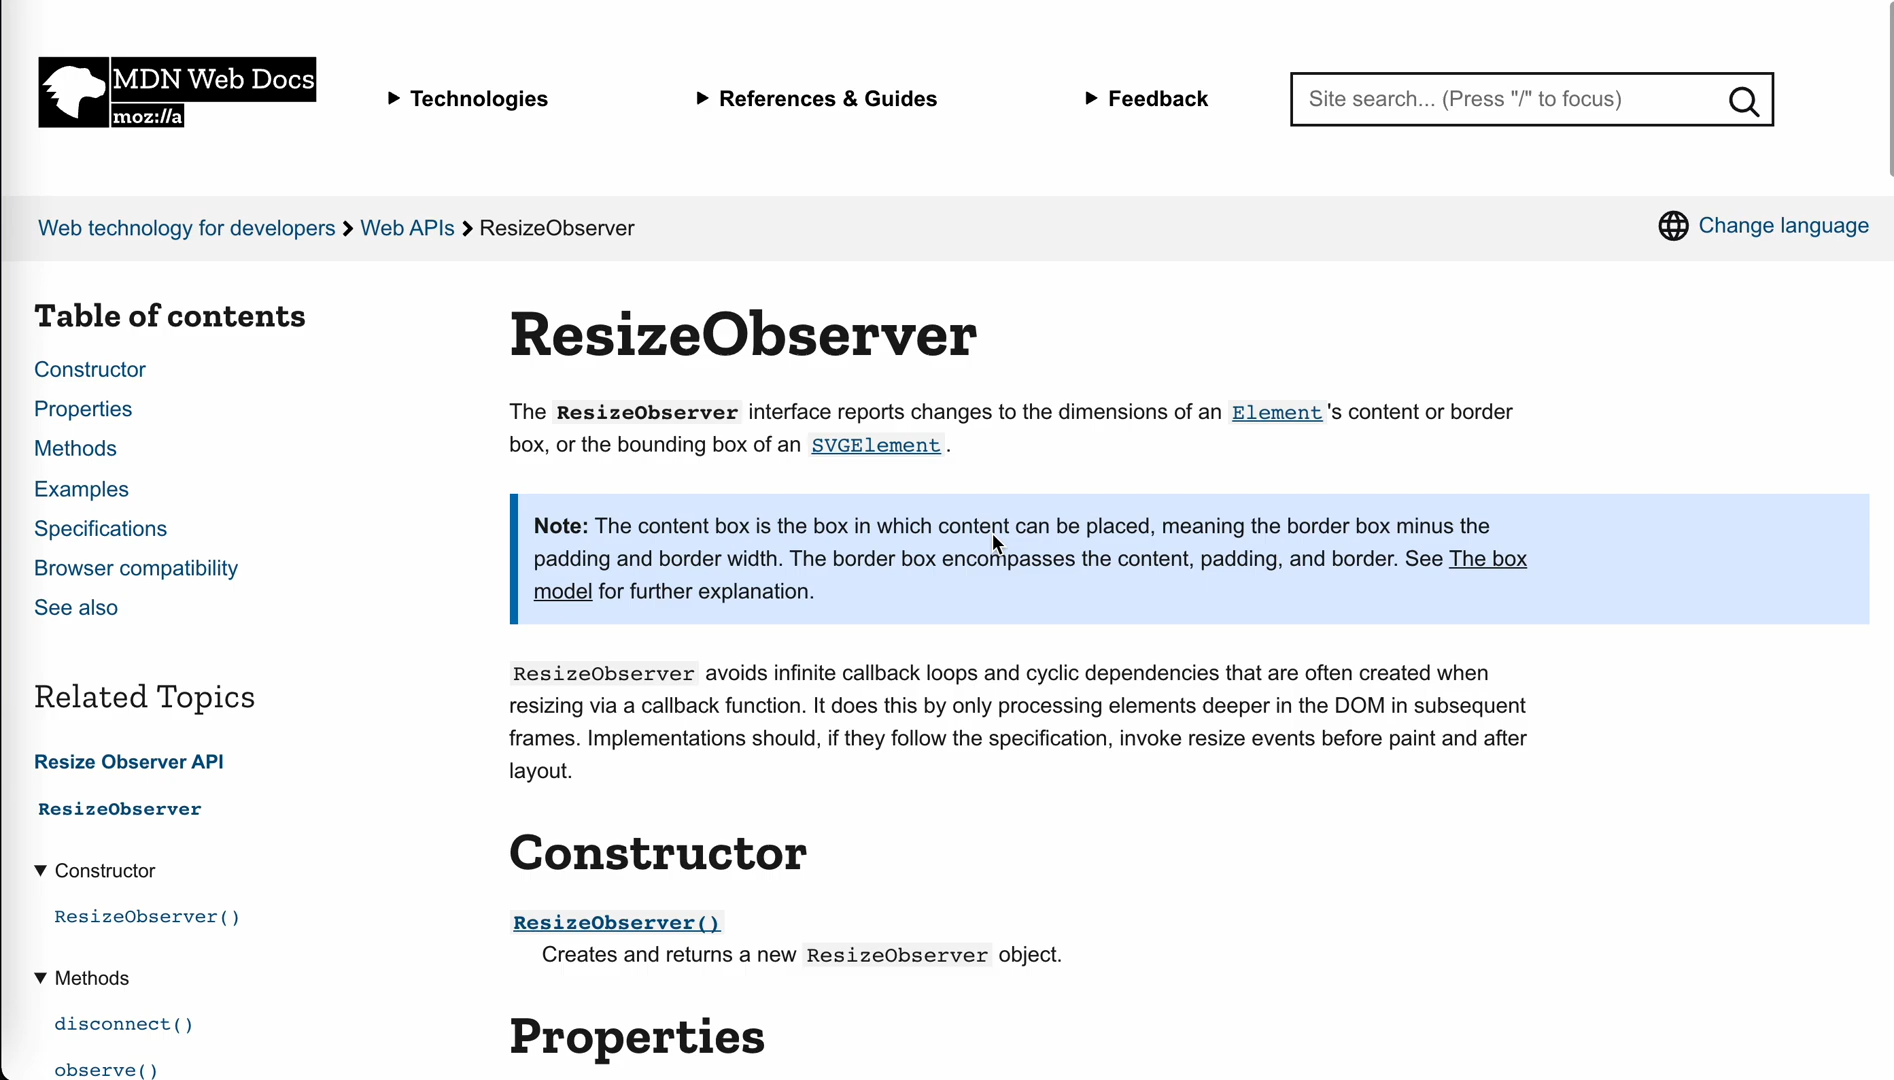 MDN Web Docs
moz://a
Technologies
References & Guides
Feedback
Site search... (Press "/" to focus)
Web technology for developers
Web APIs
ResizeObserver
Change language
Table of contents
Constructor
Properties
Methods
Examples
Specifications
Browser compatibility
See also
Related Topics
Resize Observer API
ResizeObserver
Constructor
ResizeObserver()
Methods
disconnect()
observe()
ResizeObserver
The ResizeObserver interface reports changes to the dimensions of an Element's content or border
box, or the bounding box of an SVGElement.
Note: The content box is the box in which content can be placed, meaning the border box minus the
padding and border width. The border box encompasses the content, padding, and border. See The box
model for further explanation.
ResizeObserver avoids infinite callback loops and cyclic dependencies that are often created when
resizing via a callback function. It does this by only processing elements deeper in the DOM in subsequent
frames. Implementations should, if they follow the specification, invoke resize events before paint and after
layout.
Constructor
ResizeObserver()
Creates and returns a new ResizeObserver object.
Properties